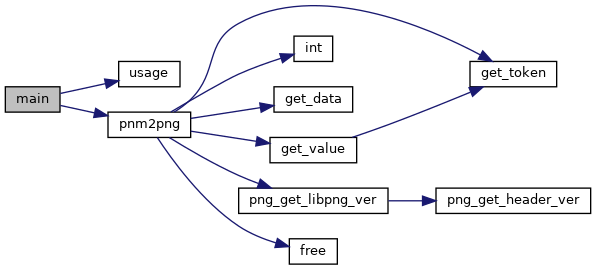 main
usage
pnm2png
int
get_data
get_value
png_get_libpng_ver
free
get_token
png_get_header_ver